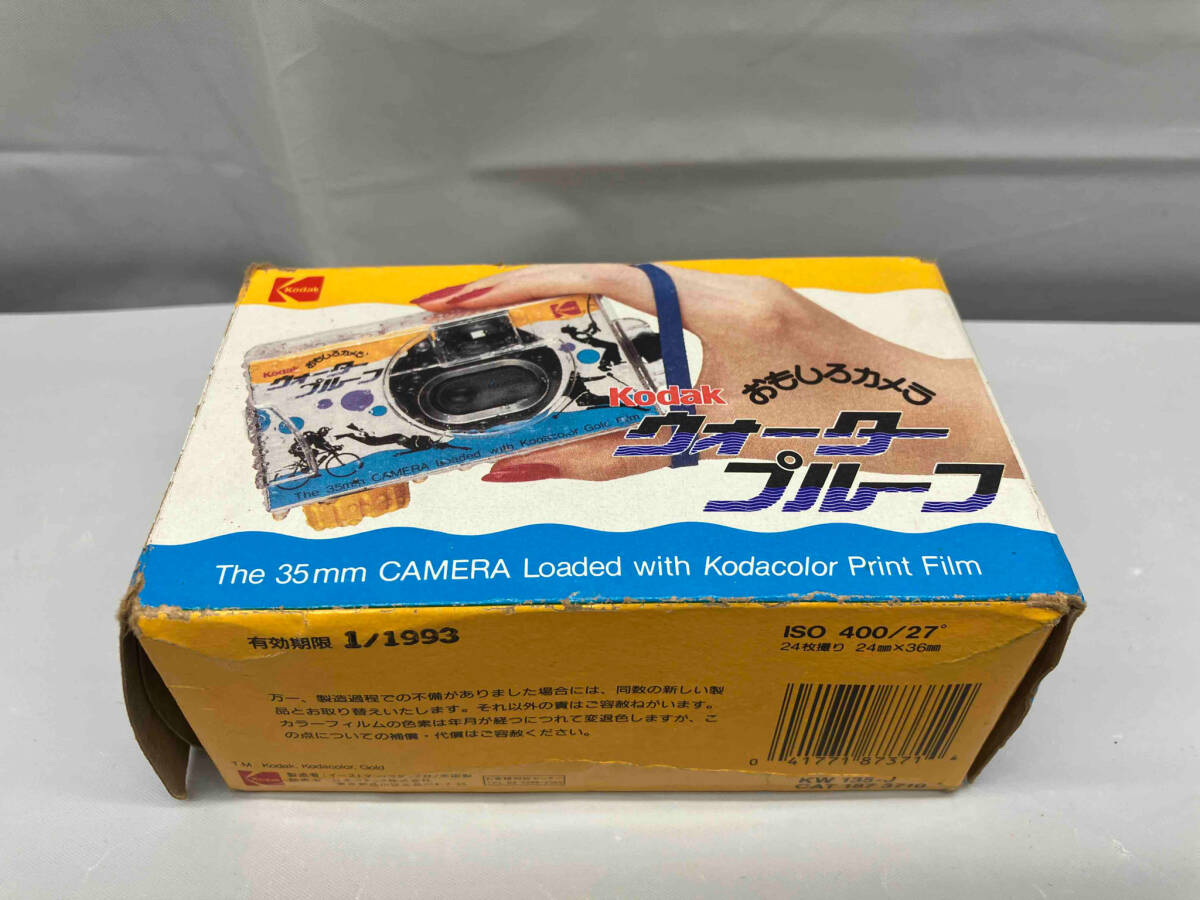 Kodak
Kodak
Kodak おもしろカメラ
ウォーター
プルーフ
The 35mm CAMERA Loaded with Kodacolor Gold Film
Kodak おもしろカメラ
ウォーター
プルーフ
The 35mm CAMERA Loaded with Kodacolor Print Film
有効期限 1/1993
ISO 400/27°
24枚撮り 24mm×36mm
万一、製造過程での不備がありました場合には、同数の新しい製
品とお取り替えいたします。それ以外の責はご容赦ねがいます。
カラーフィルムの色素は年月が経つにつれて変退色しますが、こ
の点についての補償・代償はご容赦ください。
T.M. Kodak, Kodacolor, Gold
Kodak
0 41771 87371 4
KW 135-J
CAT 187 3710